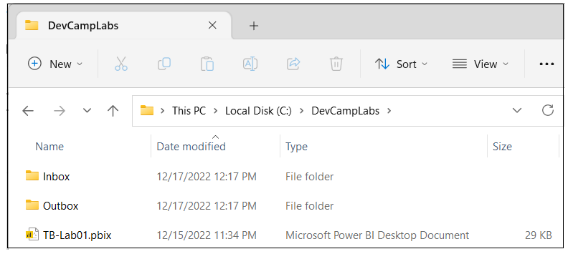 DevCampLabs
New Sort View
This PC Local Disk (C:) DevCampLabs
Name Date modified Type Size
Inbox 12/17/2022 12:17 PM File folder
Outbox 12/17/2022 12:17 PM File folder
TB-Lab01.pbix 12/15/2022 11:34 PM Microsoft Power BI Desktop Document 29 KB